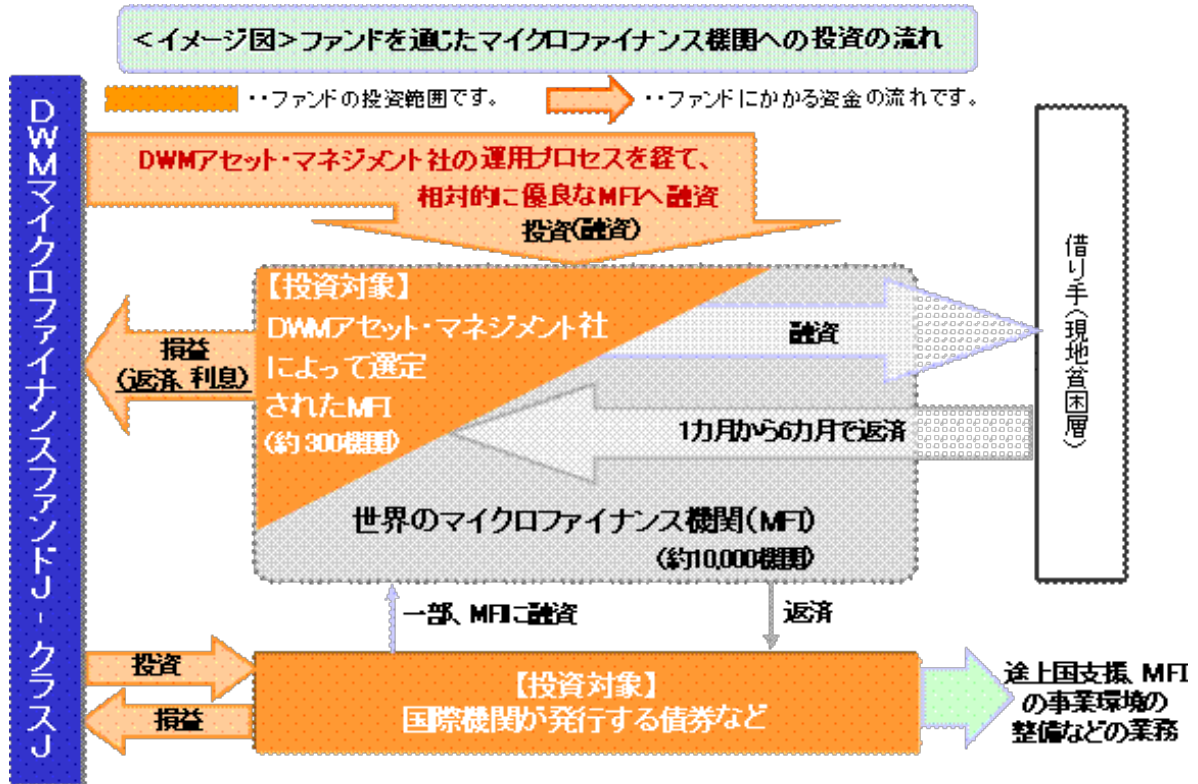 <イメージ図>ファンドを通じたマイクロファイナンス機関への投資の流れ
・・ファンドの投資範囲です。
・・ファンドにかかる資金の流れです。
DWMマイクロファイナンスファンドJ-クラスJ
DWMアセット・マネジメント社の運用プロセスを経て、
相対的に優良なMFIへ融資
投資(融資)
【投資対象】
DWMアセット・マネジメント社
によって選定
されたMFI
(約300機関)
損益
(返済、利息)
融資
1カ月から6カ月で返済
借り手(現地貧困層)
世界のマイクロファイナンス機関(MFI)
(約10,000機関)
一部、MFIに融資
返済
投資
損益
【投資対象】
国際機関が発行する債券など
途上国支援、MFI
の事業環境の
整備などの業務